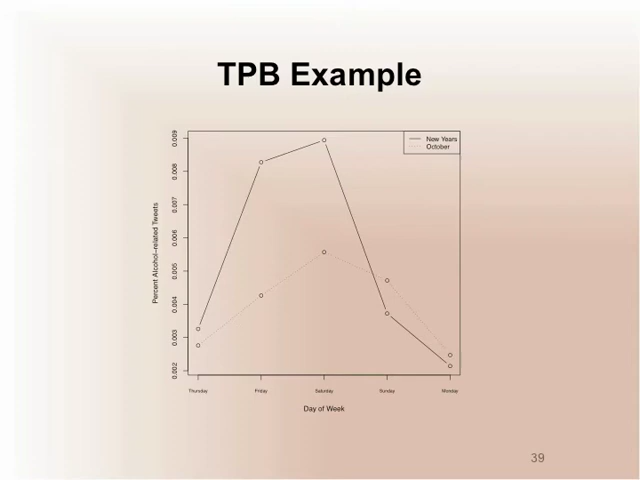 TPB Example
New Years
October
0.009
0.008
0.007
0.006
0.005
0.004
0.003
0.002
Percent Alcohol−related Tweets
Thursday Friday Saturday Sunday Monday
Day of Week
39